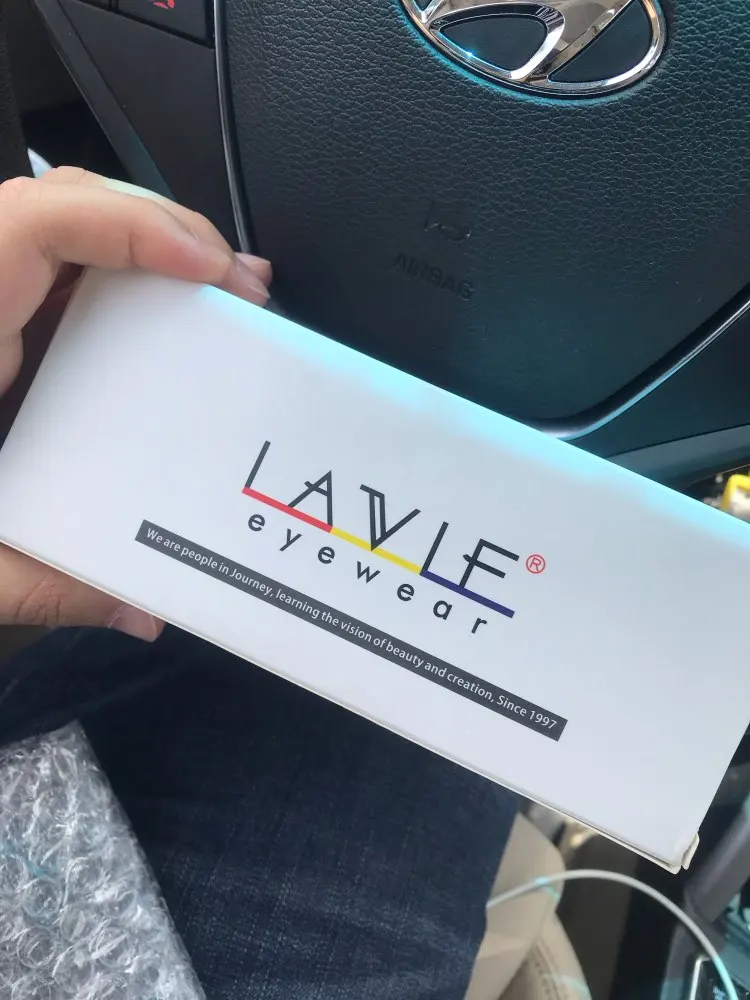 AIRBAG
LAVIE®
eyewear
We are people in Journey, learning the vision of beauty and creation, Since 1997